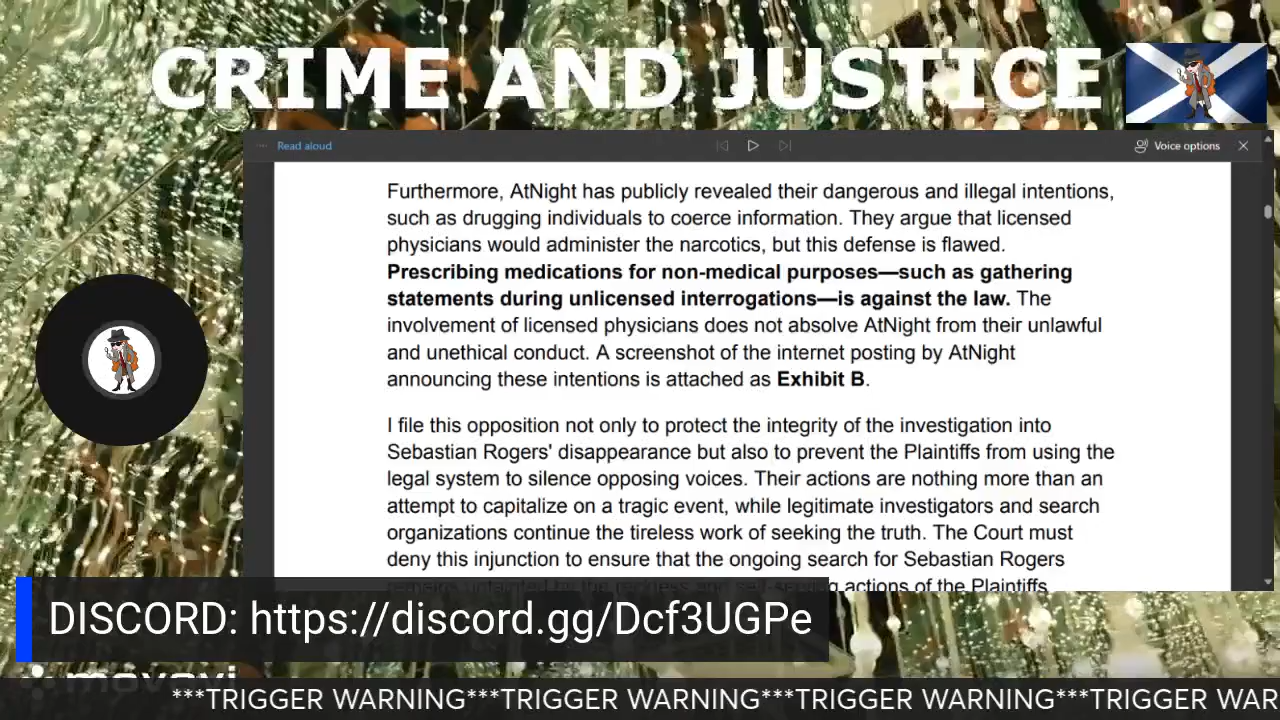 CRIME AND JUSTICE
Read aloud
Voice options
Furthermore, AtNight has publicly revealed their dangerous and illegal intentions,
such as drugging individuals to coerce information. They argue that licensed
physicians would administer the narcotics, but this defense is flawed.
Prescribing medications for non-medical purposes—such as gathering
statements during unlicensed interrogations—is against the law. The
involvement of licensed physicians does not absolve AtNight from their unlawful
and unethical conduct. A screenshot of the internet posting by AtNight
announcing these intentions is attached as Exhibit B.
I file this opposition not only to protect the integrity of the investigation into
Sebastian Rogers' disappearance but also to prevent the Plaintiffs from using the
legal system to silence opposing voices. Their actions are nothing more than an
attempt to capitalize on a tragic event, while legitimate investigators and search
organizations continue the tireless work of seeking the truth. The Court must
deny this injunction to ensure that the ongoing search for Sebastian Rogers
actions of the Plaintiffs
DISCORD: https://discord.gg/Dcf3UGPe
***TRIGGER WARNING***TRIGGER WARNING***TRIGGER WARNING***TRIGGER WAR